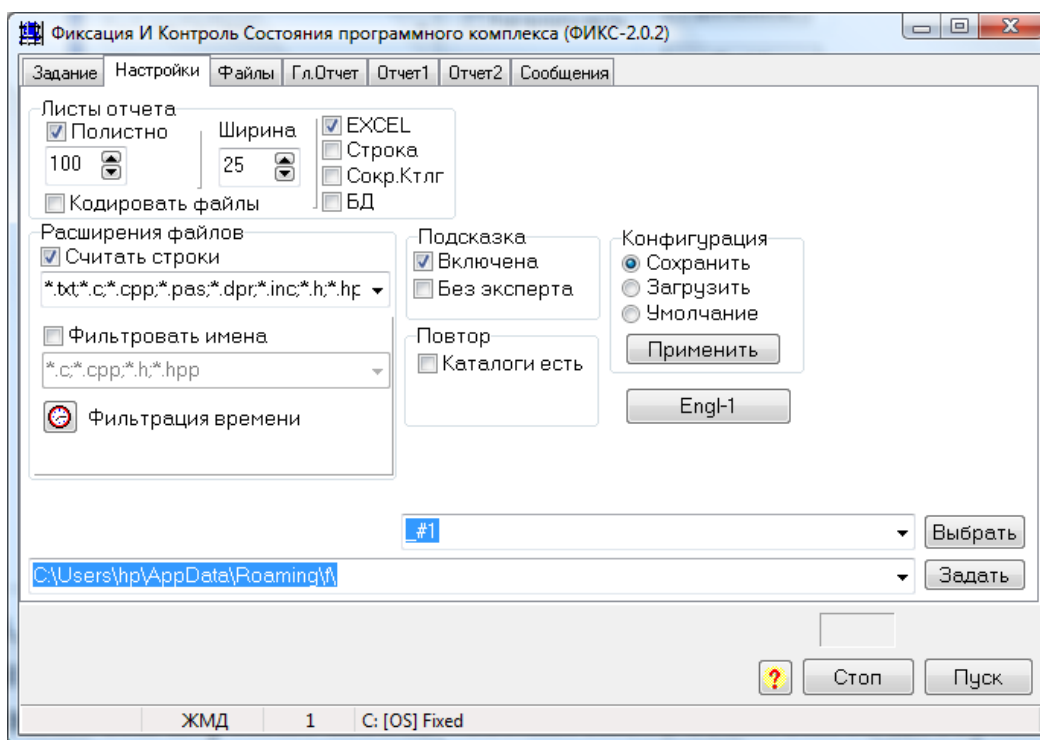 Фиксация И Контроль Состояния программного комплекса (ФИКС-2.0.2)
Задание Настройки Файлы Гл.Отчет Отчет1 Отчет2 Сообщения
Листы отчета
Полистно Ширина EXCEL
100 25 Строка
Сокр.Ктлг
Кодировать файлы БД
Расширения файлов Подсказка Конфигурация
Считать строки Включена Сохранить
*.txt;*.c;*.cpp;*.pas;*.dpr;*.inc;*.h;*.hp Без эксперта Загрузить
Умолчание
Фильтровать имена Повтор Применить
*.c;*.cpp;*.h;*.hpp Каталоги есть
Engl-1
Фильтрация времени
_#1 Выбрать
C:\Users\hp\AppData\Roaming\f\ Задать
? Стоп Пуск
ЖМД 1 C: [OS] Fixed